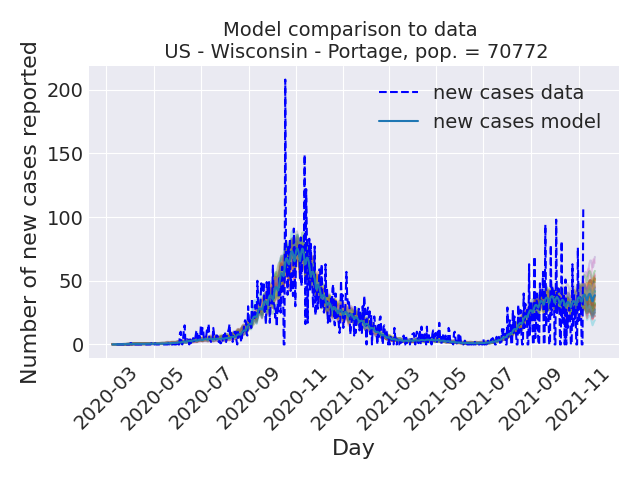 Model comparison to data
US - Wisconsin - Portage, pop. = 70772
Number of new cases reported
200
150
100
50
0
new cases data
new cases model
2020-03
2020-05
2020-07
2020-09
2020-11
2021-01
2021-03
2021-05
2021-07
2021-09
2021-11
Day